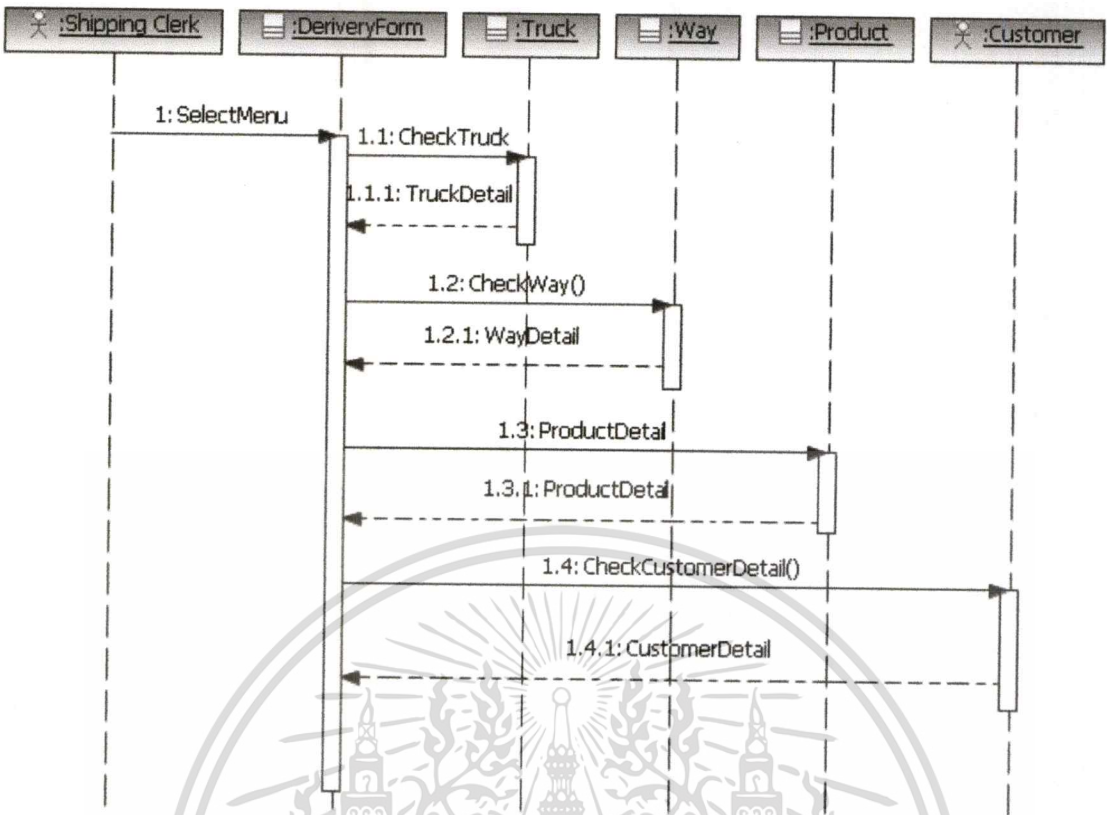 :Shipping Clerk
:DeriveryForm
:Truck
:Way
:Product
:Customer
1: SelectMenu
1.1: CheckTruck
1.1.1: TruckDetail
1.2: CheckWay()
1.2.1: WayDetail
1.3: ProductDetail
1.3.1: ProductDetail
1.4: CheckCustomerDetail()
1.4.1: CustomerDetail